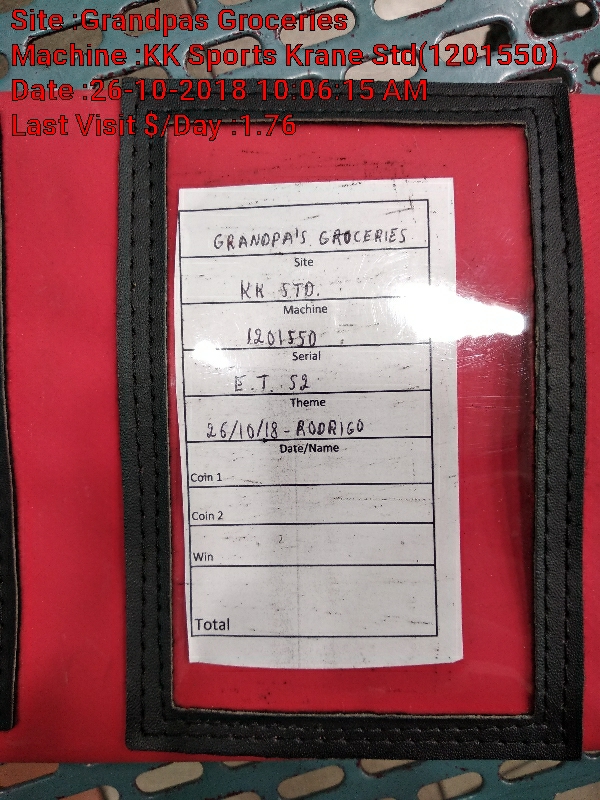 Site :Grandpas Groceries
Machine :KK Sports Krane Std(1201550)
Date :26-10-2018 10:06:15 AM
Last Visit $/Day :1.76
GRANDPA'S GROCERIES
Site
KK STD.
Machine
1201550
Serial
E.T. S2
Theme
26/10/18 - RODRIGO
Date/Name
Coin 1
Coin 2
Win
Total